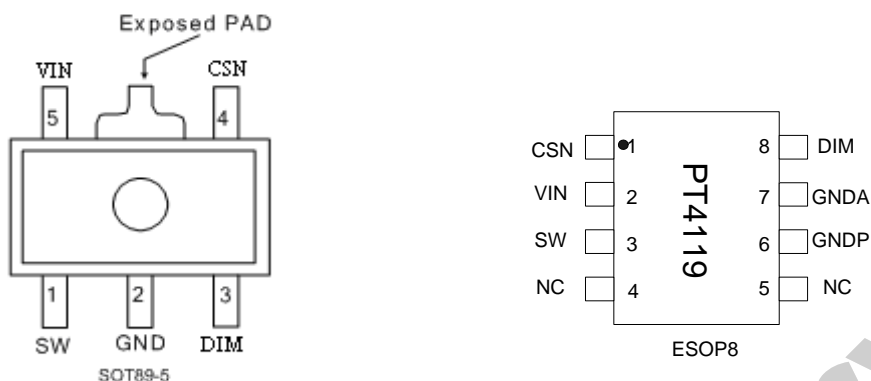 Exposed PAD
VIN
CSN
5
4
1
2
3
SW
GND
DIM
SOT89-5
CSN
1
8
DIM
VIN
2
7
GNDA
SW
3
6
GNDP
NC
4
5
NC
PT4119
ESOP8